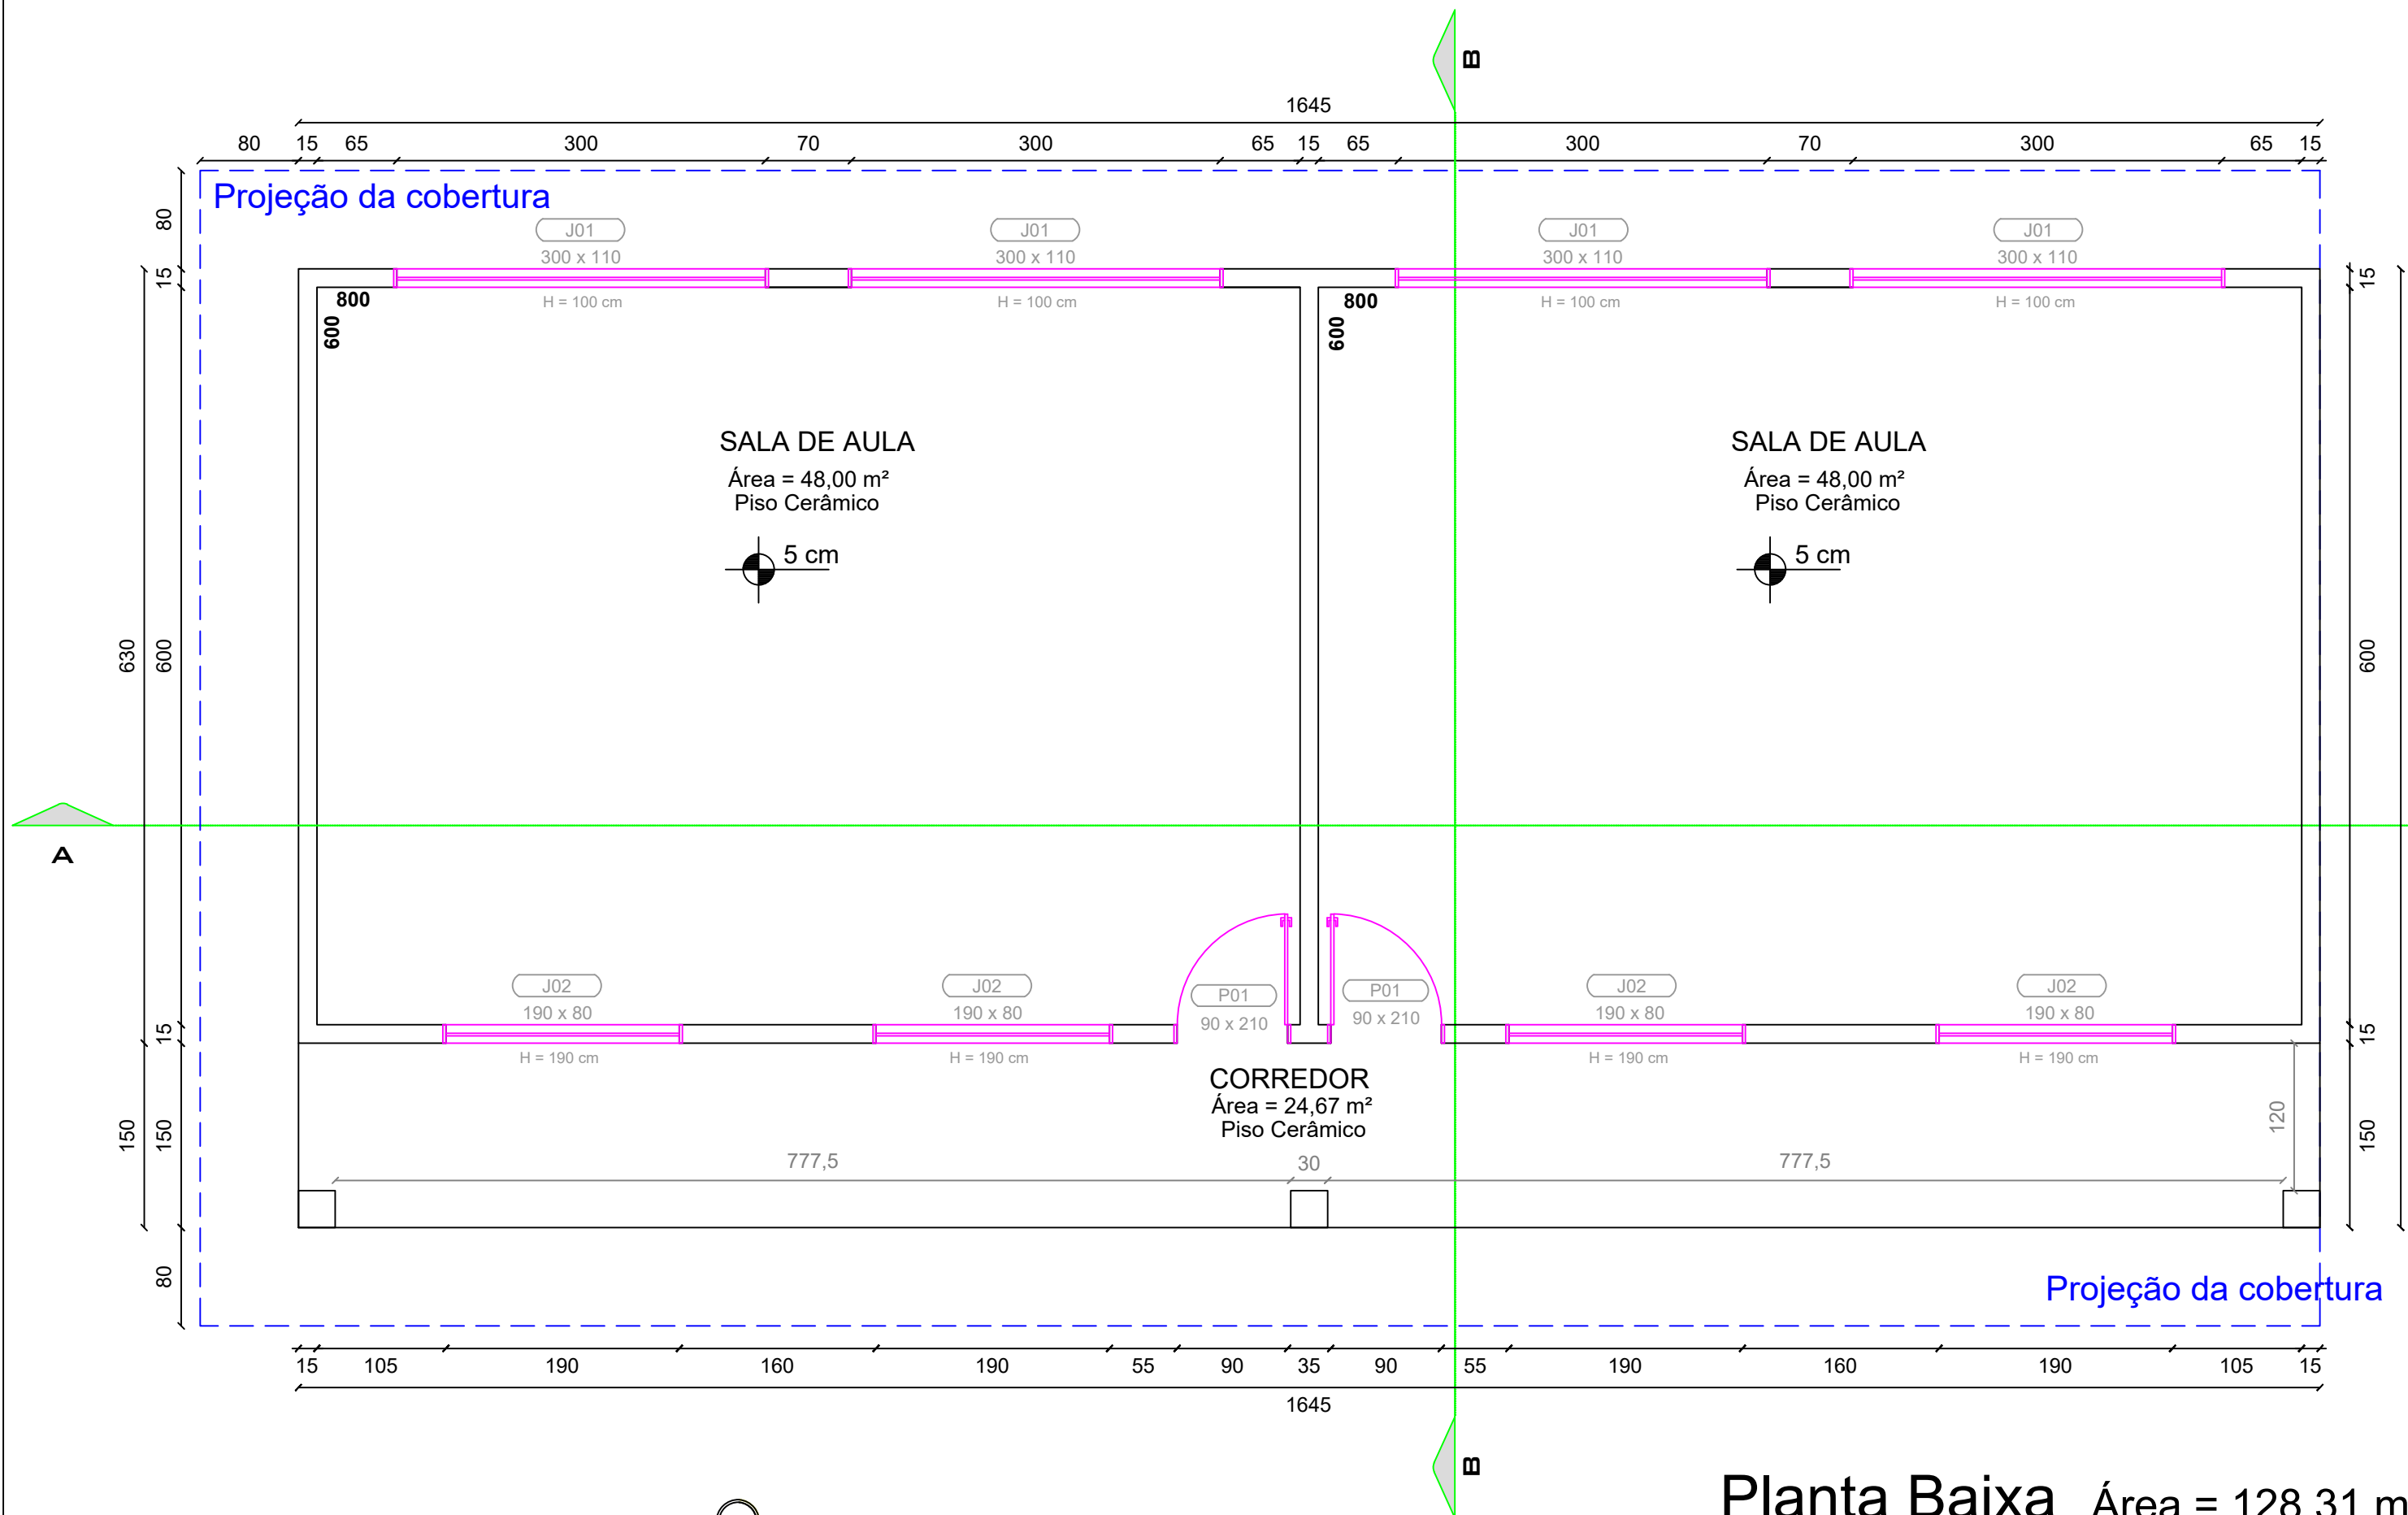 B
1645
80 15 65 300 70 300 65 15 65 300 70 300 65 15
Projeção da cobertura
80
J01 J01 J01 J01
300 x 110 300 x 110 300 x 110 300 x 110
15 15
H = 100 cm H = 100 cm H = 100 cm H = 100 cm
800 800
600 600
SALA DE AULA SALA DE AULA
Área = 48,00 m² Área = 48,00 m²
Piso Cerâmico Piso Cerâmico
5 cm 5 cm
630 600 600
A
J02 J02 P01 P01 J02 J02
190 x 80 190 x 80 90 x 210 90 x 210 190 x 80 190 x 80
15 15
H = 190 cm H = 190 cm H = 190 cm H = 190 cm
CORREDOR
Área = 24,67 m²
Piso Cerâmico
150 150 120 150
777,5 30 777,5
80
Projeção da cobertura
15 105 190 160 190 55 90 35 90 55 190 160 190 105 15
1645
B
Planta Baixa Área = 128,31 m